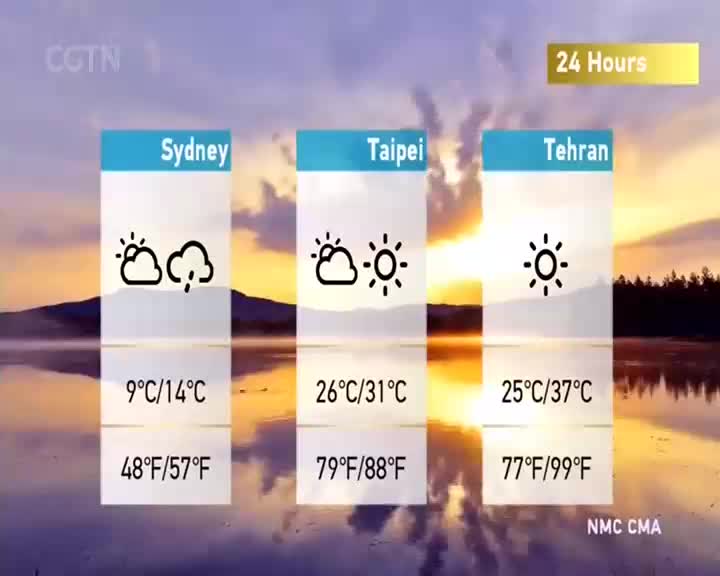 CGTN
24 Hours
Sydney
Taipei
Tehran
9°C/14°C
26°C/31°C
25°C/37°C
48°F/57°F
79°F/88°F
77°F/99°F
NMC CMA